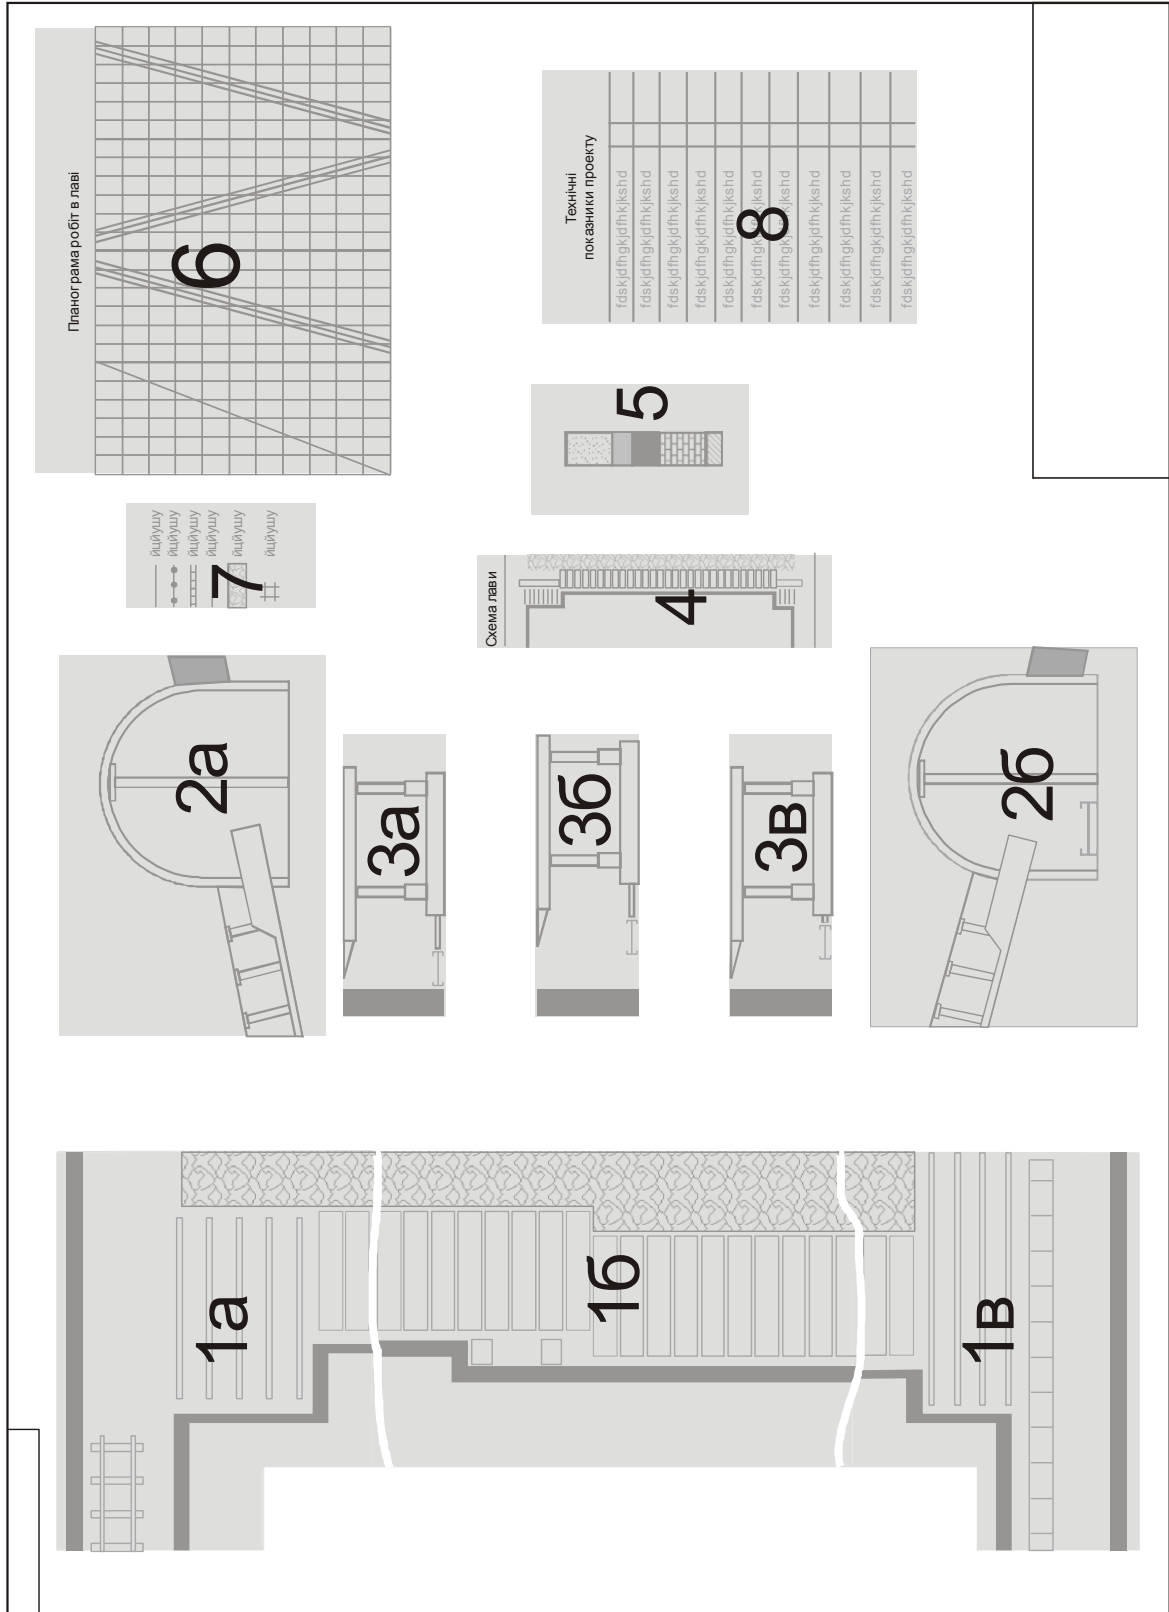 Планограма робіт в лаві
6
Технічні
показники проекту
fdskjdfhgkjdfhkjkshd
fdskjdfhgkjdfhkjkshd
fdskjdfhgkjdfhkjkshd
fdskjdfhgkjdfhkjkshd
fdskjdfhgkjdfhkjkshd
fdskjdfhgkjdfhkjkshd
fdskjdfhgkjdfhkjkshd
fdskjdfhgkjdfhkjkshd
fdskjdfhgkjdfhkjkshd
fdskjdfhgkjdfhkjkshd
8
5
йцйушу
йцйушу
йцйушу
йцйушу
йцйушу
йцйушу
7
Схема лави
4
2а
3а
3б
3в
2б
1а
1б
1в